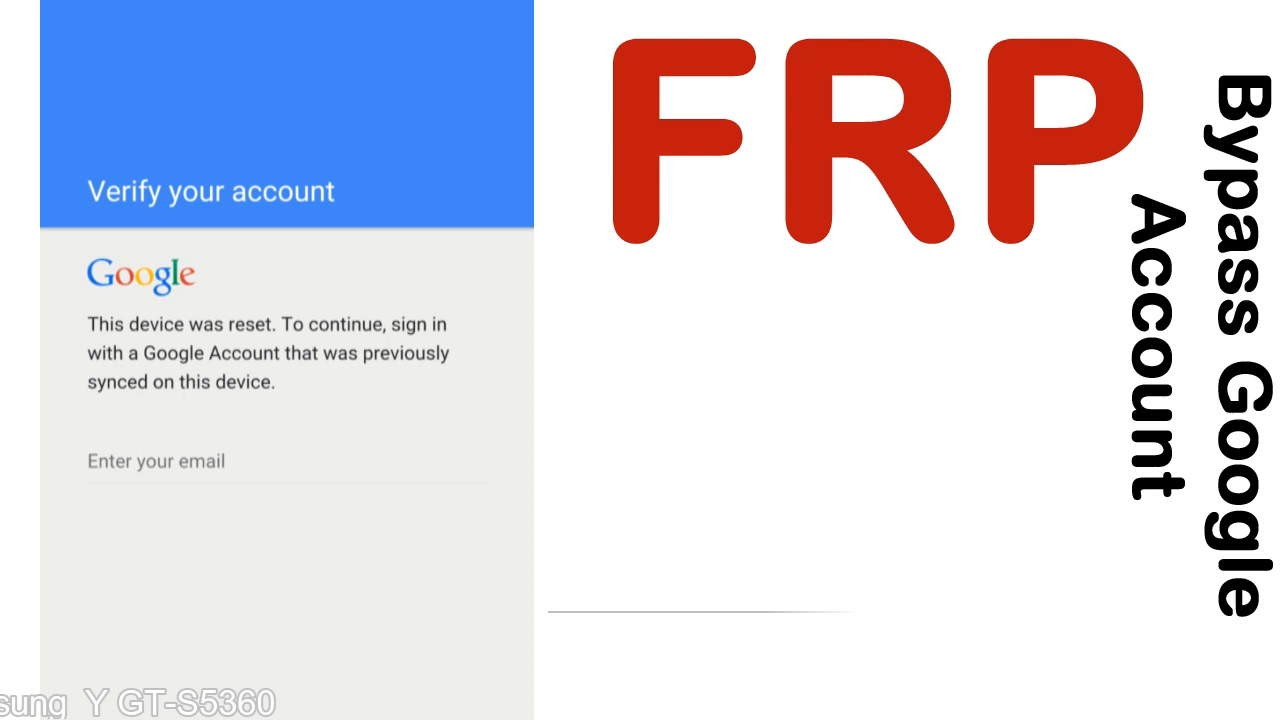 Verify your account
Google
This device was reset. To continue, sign in
with a Google Account that was previously
synced on this device.
Enter your email
FRP
Bypass Google
Account
sung Y GT-S5360